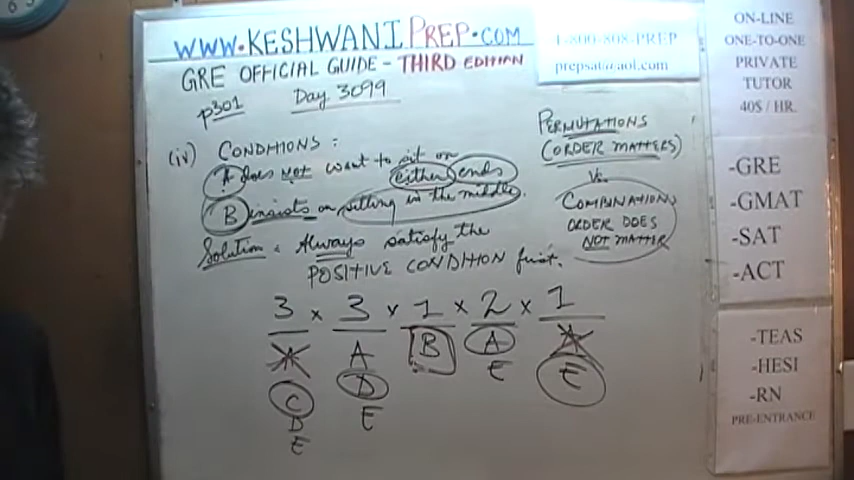 WWW.KESHWANIPREP.COM
GRE OFFICIAL GUIDE - THIRD EDITION
p301 Day 3099
(iv) CONDITIONS :
A does NOT want to sit on either ends
B insists on sitting in the middle.
Solution : Always satisfy the
POSITIVE CONDITION first.
3 × 3 × 1 × 2 × 1
A A B A A
C D E E
D E
E
PERMUTATIONS
(ORDER MATTERS)
Vs.
COMBINATIONS
ORDER DOES
NOT MATTER
1-800-808-PREP
prepsat@aol.com
ON-LINE
ONE-TO-ONE
PRIVATE
TUTOR
40$ / HR.
-GRE
-GMAT
-SAT
-ACT
-TEAS
-HESI
-RN
PRE-ENTRANCE